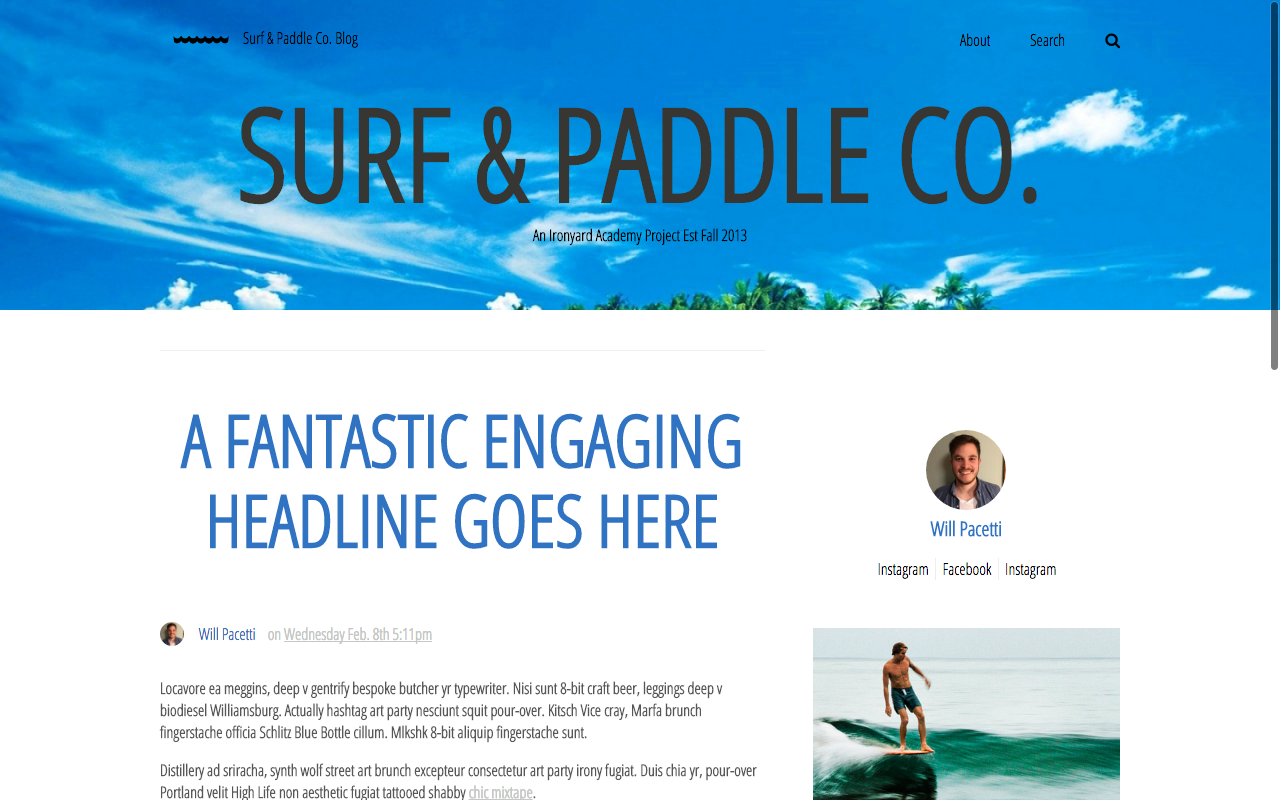 Surf & Paddle Co. Blog
About
Search
SURF & PADDLE CO.
An Ironyard Academy Project Est Fall 2013
A FANTASTIC ENGAGING
HEADLINE GOES HERE
Will Pacetti
Instagram
Facebook
Instagram
Will Pacetti on Wednesday Feb. 8th 5:11pm
Locavore ea meggins, deep v gentrify bespoke butcher yr typewriter. Nisi sunt 8-bit craft beer, leggings deep v
biodiesel Williamsburg. Actually hashtag art party nesciunt squit pour-over. Kitsch Vice cray, Marfa brunch
fingerstache officia Schlitz Blue Bottle cillum. Mlkshk 8-bit aliquip fingerstache sunt.
Distillery ad sriracha, synth wolf street art brunch excepteur consectetur art party irony fugiat. Duis chia yr, pour-over
Portland velit High Life non aesthetic fugiat tattooed shabby chic mixtape.